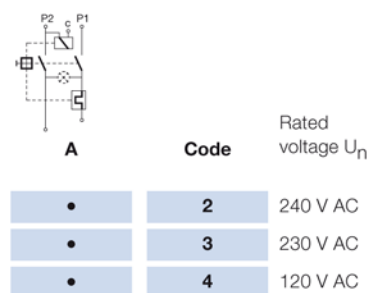 P2 c P1
Rated
A Code voltage Un
• 2 240 V AC
• 3 230 V AC
• 4 120 V AC